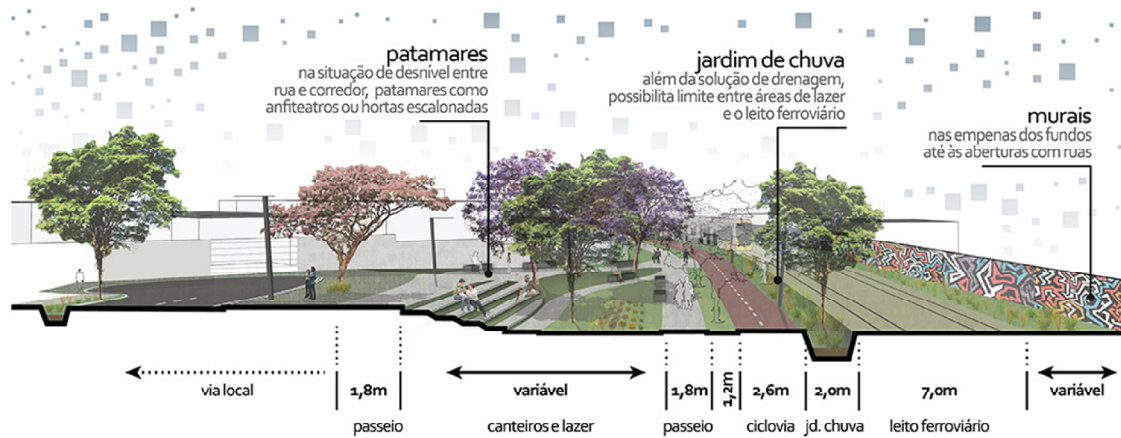 patamares
na situação de desnível entre
rua e corredor, patamares como
anfiteatros ou hortas escalonadas
jardim de chuva
além da solução de drenagem,
possibilita limite entre áreas de lazer
e o leito ferroviário
murais
nas empenas dos fundos
até às aberturas com ruas
via local
1,8m
variável
1,8m
1,2m
2,6m
2,0m
7,0m
variável
passeio
canteiros e lazer
passeio
ciclovia
jd. chuva
leito ferroviário